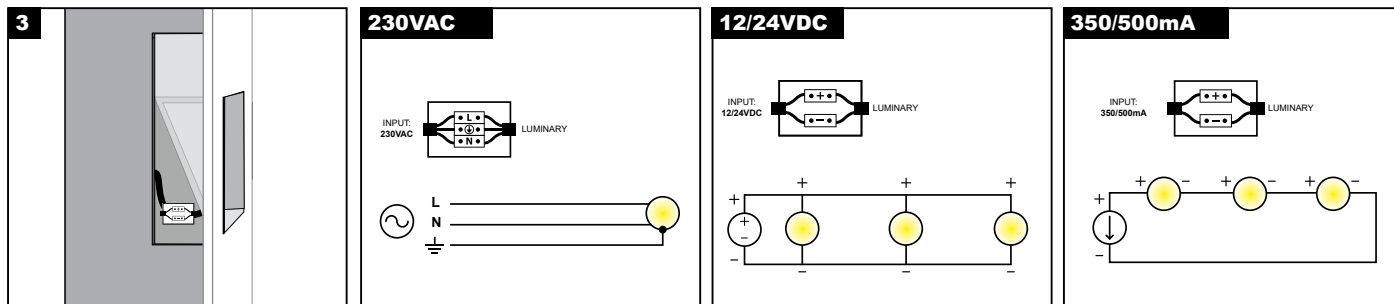 3
230VAC
INPUT:
230VAC
L
N
LUMINARY
L
N
12/24VDC
INPUT:
12/24VDC
+
−
LUMINARY
+ + + +
+
−
− − − −
350/500mA
INPUT:
350/500mA
+
−
LUMINARY
+ − + − + −
+
−